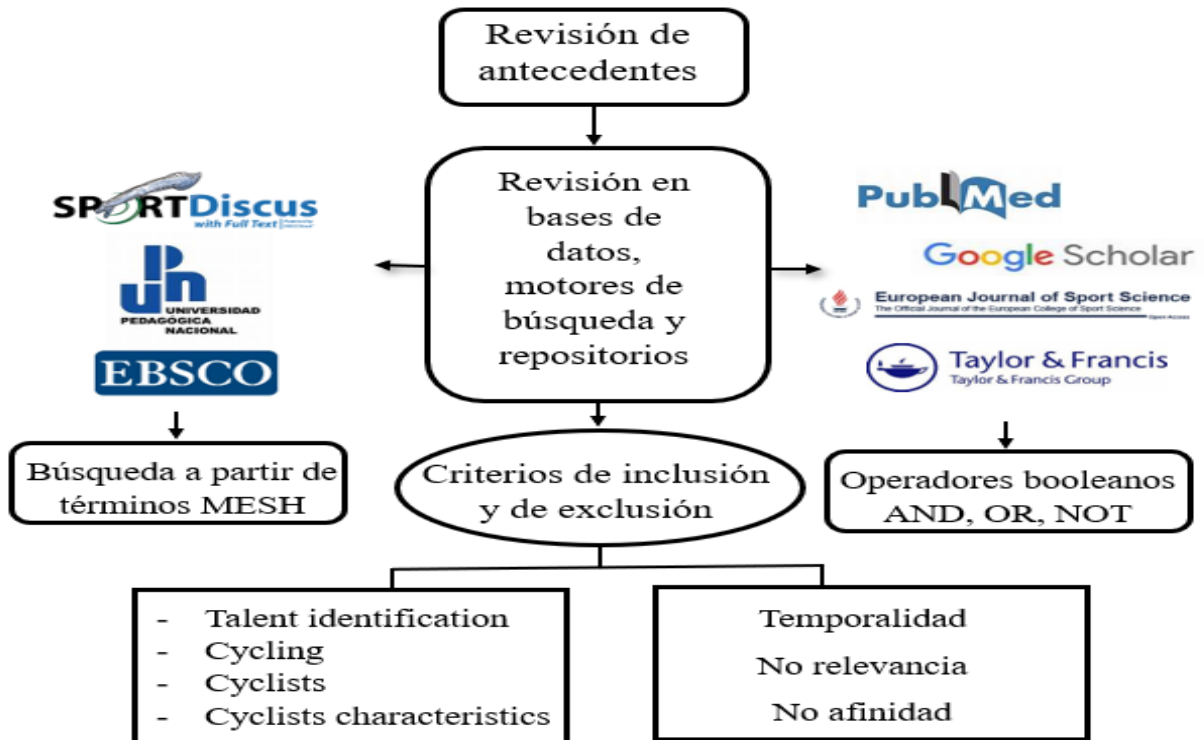 Revisión de
antecedentes
Revisión en
bases de
datos,
motores de
búsqueda y
repositorios
SPORTDiscus
with Full Text
UNIVERSIDAD
PEDAGÓGICA
NACIONAL
EBSCO
PubMed
Google Scholar
European Journal of Sport Science
The Official Journal of the European College of Sport Science
Open Access
Taylor & Francis
Taylor & Francis Group
Búsqueda a partir de
términos MESH
Criterios de inclusión
y de exclusión
Operadores booleanos
AND, OR, NOT
- Talent identification
- Cycling
- Cyclists
- Cyclists characteristics
Temporalidad
No relevancia
No afinidad